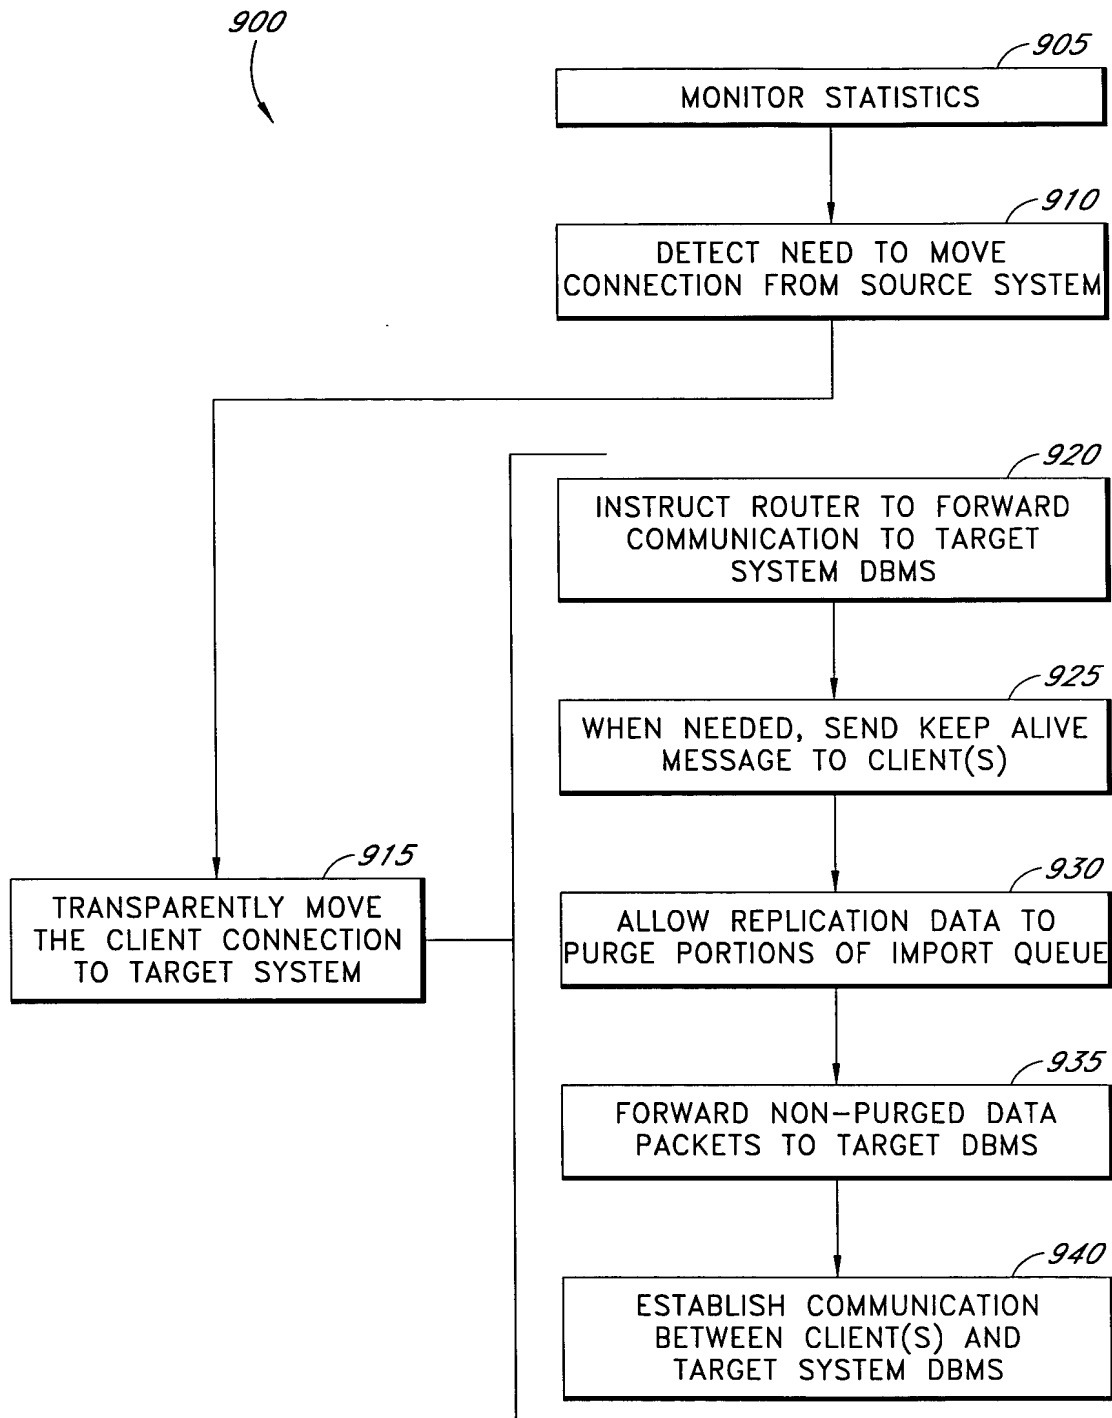 900
905
MONITOR STATISTICS
910
DETECT NEED TO MOVE
CONNECTION FROM SOURCE SYSTEM
920
INSTRUCT ROUTER TO FORWARD
COMMUNICATION TO TARGET
SYSTEM DBMS
925
WHEN NEEDED, SEND KEEP ALIVE
MESSAGE TO CLIENT(S)
915
TRANSPARENTLY MOVE
THE CLIENT CONNECTION
TO TARGET SYSTEM
930
ALLOW REPLICATION DATA TO
PURGE PORTIONS OF IMPORT QUEUE
935
FORWARD NON-PURGED DATA
PACKETS TO TARGET DBMS
940
ESTABLISH COMMUNICATION
BETWEEN CLIENT(S) AND
TARGET SYSTEM DBMS